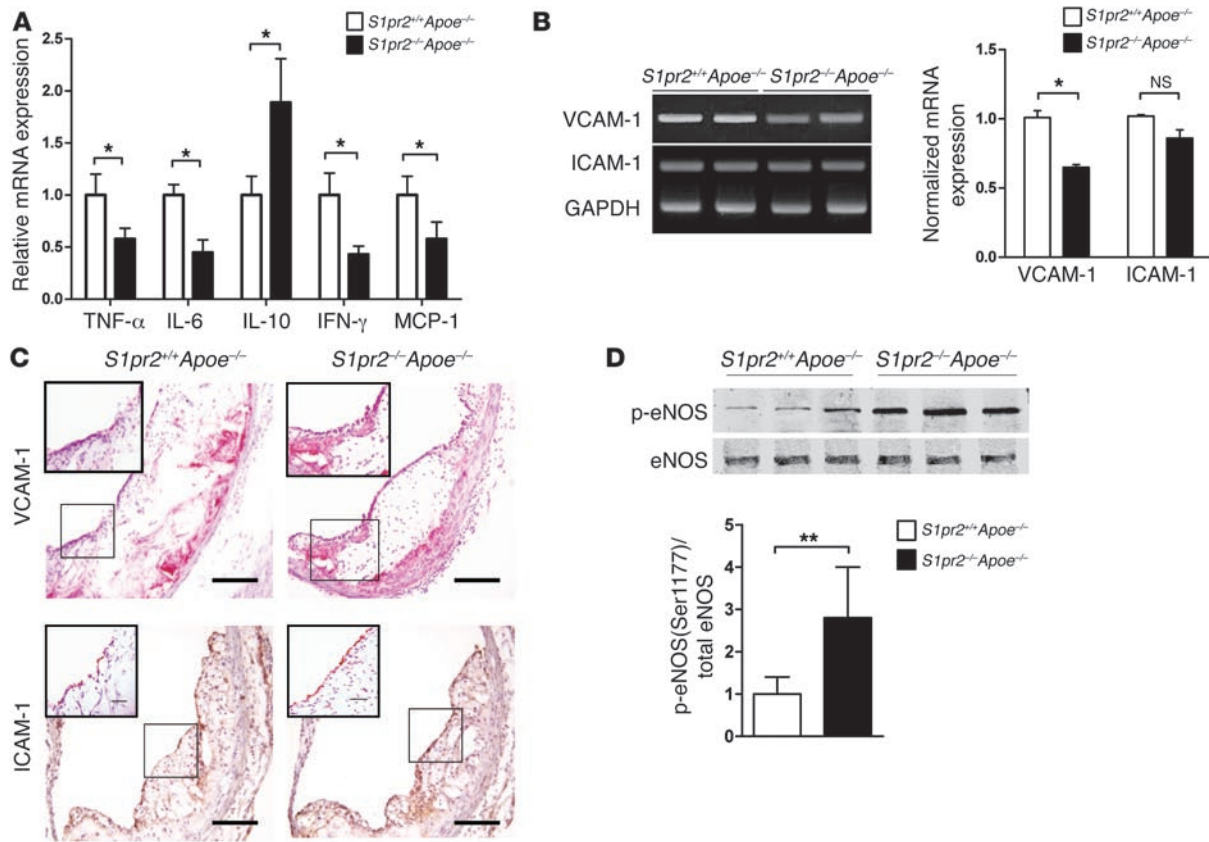 A
S1pr2+/+Apoe–/–
S1pr2–/–Apoe–/–
Relative mRNA expression
2.5
2.0
1.5
1.0
0.5
0.0
* * * * *
TNF-α IL-6 IL-10 IFN-γ MCP-1
B
S1pr2+/+Apoe–/– S1pr2–/–Apoe–/–
VCAM-1
ICAM-1
GAPDH
S1pr2+/+Apoe–/–
S1pr2–/–Apoe–/–
Normalized mRNA
expression
1.5
1.0
0.5
0.0
* NS
VCAM-1 ICAM-1
C
S1pr2+/+Apoe–/– S1pr2–/–Apoe–/–
VCAM-1
ICAM-1
D
S1pr2+/+Apoe–/– S1pr2–/–Apoe–/–
p-eNOS
eNOS
S1pr2+/+Apoe–/–
S1pr2–/–Apoe–/–
p-eNOS(Ser1177)/
total eNOS
5
4
3
2
1
0
**